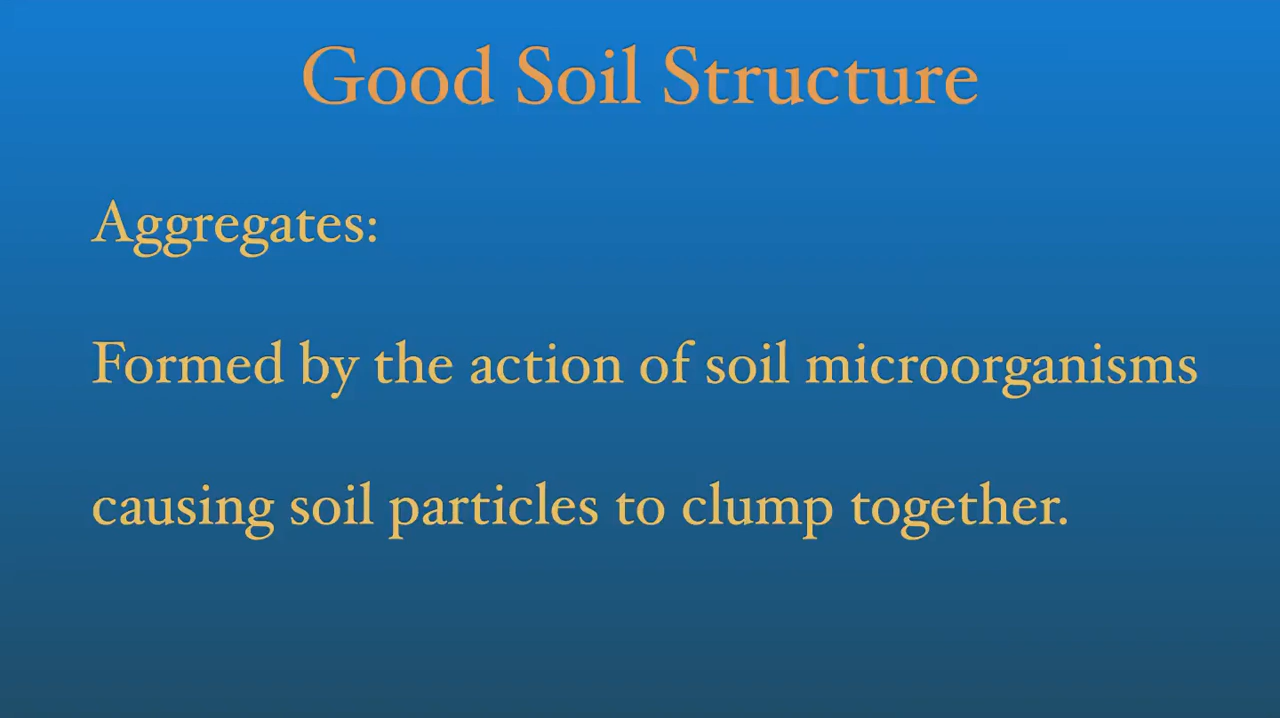 Good Soil Structure
Aggregates:
Formed by the action of soil microorganisms
causing soil particles to clump together.